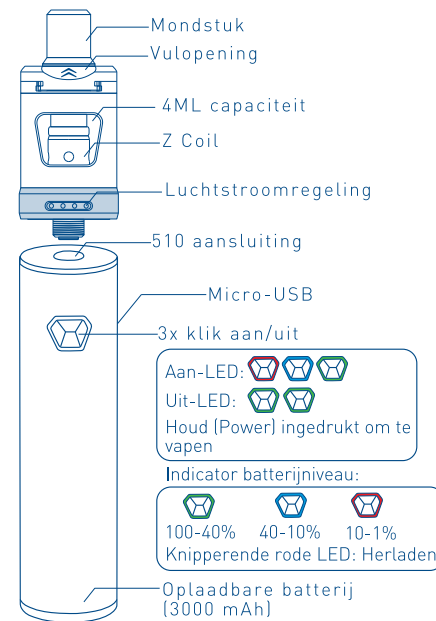 Mondstuk
Vulopening
4ML capaciteit
Z Coil
Luchtstroomregeling
510 aansluiting
Micro-USB
3x klik aan/uit
Aan-LED:
Uit-LED:
Houd (Power) ingedrukt om te
vapen
Indicator batterijniveau:
100-40% 40-10% 10-1%
Knipperende rode LED: Herladen
Oplaadbare batterij
(3000 mAh)